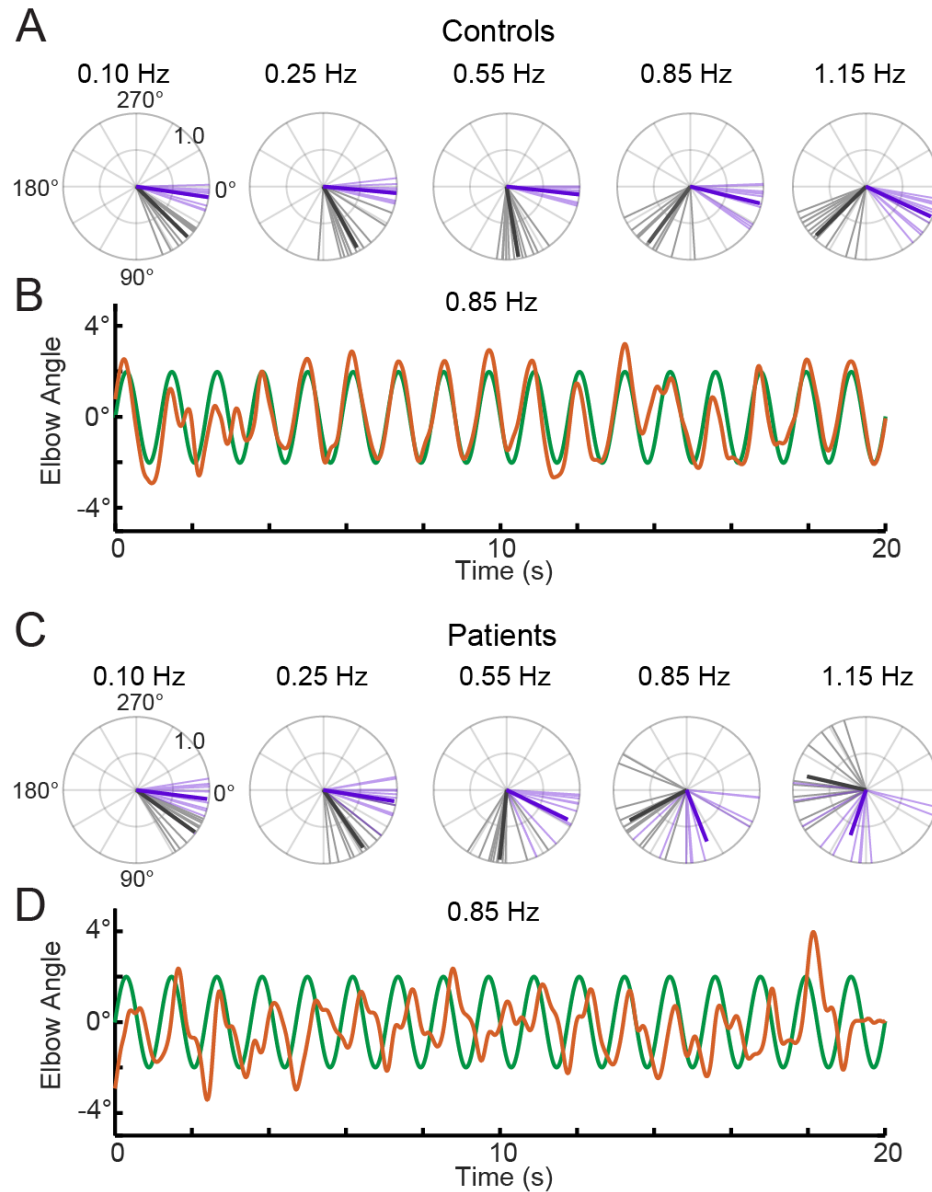 A
Controls
0.10 Hz 0.25 Hz 0.55 Hz 0.85 Hz 1.15 Hz
270°
1.0
180° 0°
90°
B
0.85 Hz
4°
0°
-4°
Elbow Angle
0 10 20
Time (s)
C
Patients
0.10 Hz 0.25 Hz 0.55 Hz 0.85 Hz 1.15 Hz
270°
1.0
180° 0°
90°
D
0.85 Hz
4°
0°
-4°
Elbow Angle
0 10 20
Time (s)